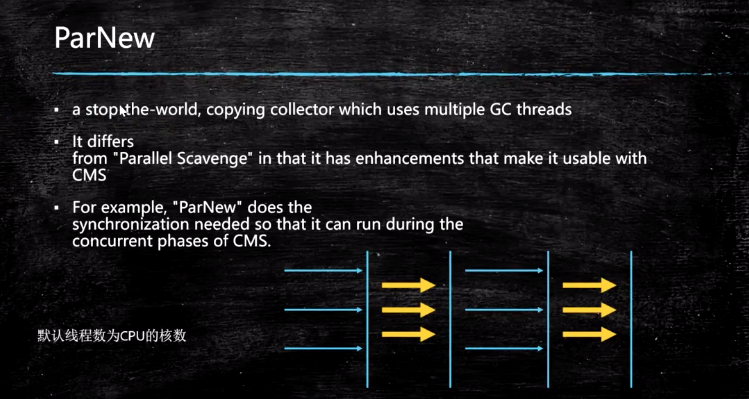 ParNew
▪ a stop-the-world, copying collector which uses multiple GC threads
▪ It differs
from "Parallel Scavenge" in that it has enhancements that make it usable with
CMS
▪ For example, "ParNew" does the
synchronization needed so that it can run during the
concurrent phases of CMS.
默认线程数为CPU的核数